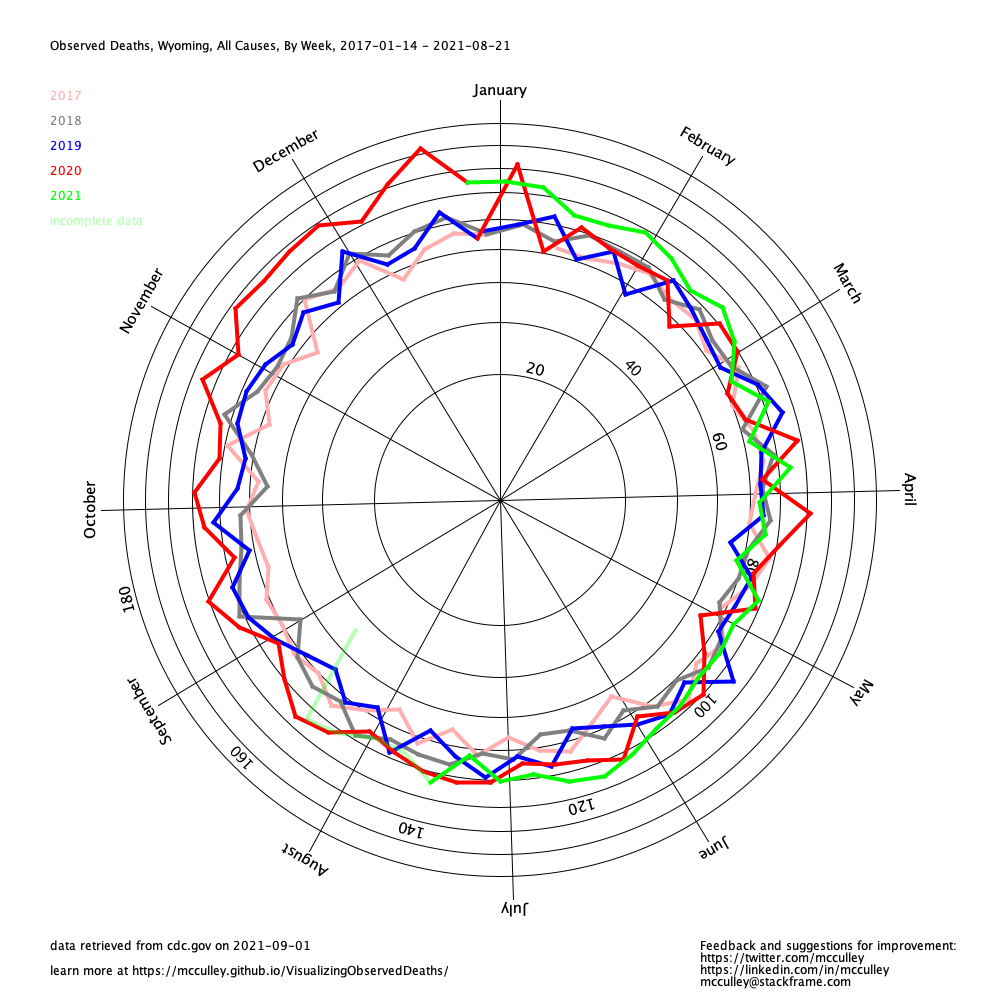 Observed Deaths, Wyoming, All Causes, By Week, 2017-01-14 - 2021-08-21
2017
2018
2019
2020
2021
incomplete data
January
February
March
April
May
June
July
August
September
October
November
December
20
40
60
80
100
120
140
160
180
data retrieved from cdc.gov on 2021-09-01
learn more at https://mcculley.github.io/VisualizingObservedDeaths/
Feedback and suggestions for improvement:
https://twitter.com/mcculley
https://linkedin.com/in/mcculley
mcculley@stackframe.com